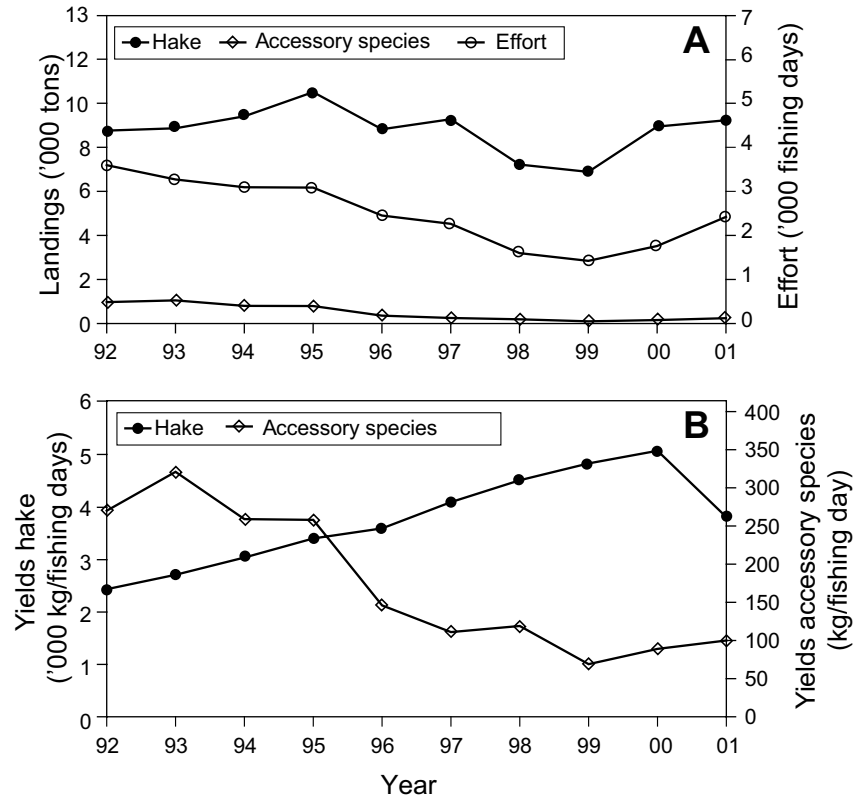 A
Hake Accessory species Effort
Landings ('000 tons)
13
12
10
8
6
4
2
0
Effort ('000 fishing days)
7
6
5
4
3
2
1
0
92 93 94 95 96 97 98 99 00 01
B
Hake Accessory species
Yields hake
('000 kg/fishing days)
6
5
4
3
2
1
0
Yields accessory species
(kg/fishing day)
400
350
300
250
200
150
100
50
0
92 93 94 95 96 97 98 99 00 01
Year